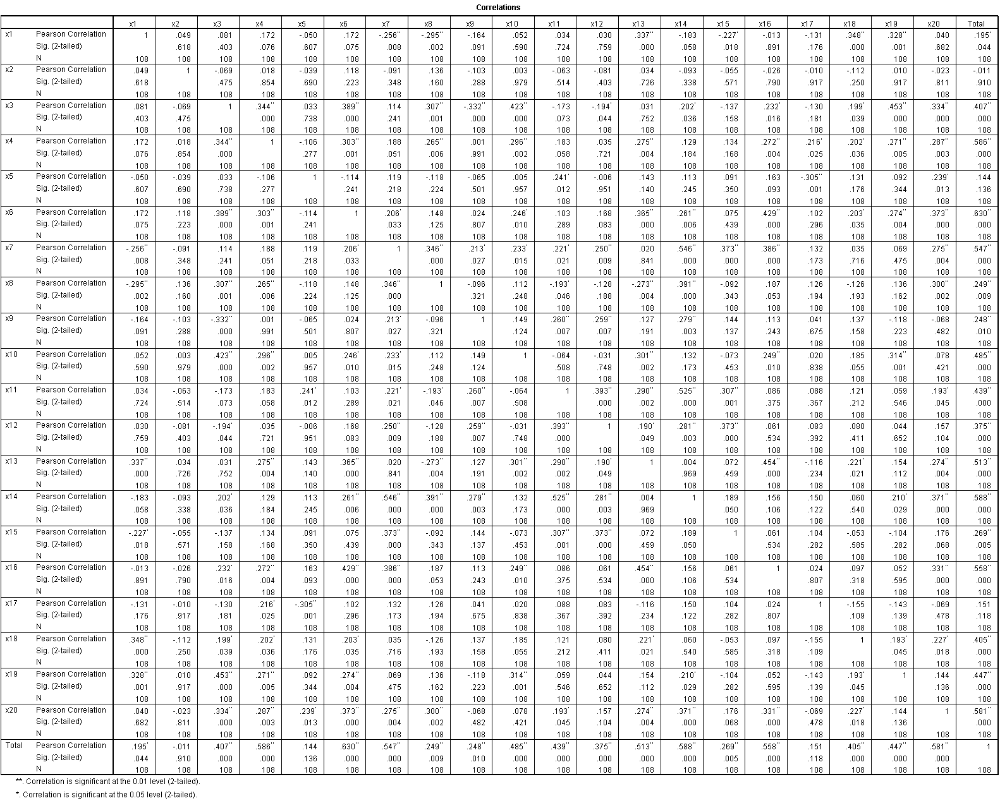 Correlations
x1 x2 x3 x4 x5 x6 x7 x8 x9 x10 x11 x12 x13 x14 x15 x16 x17 x18 x19 x20 Total
x1 Pearson Correlation 1 .049 .081 .172 -.050 .172 -.256** -.295** -.164 .052 .034 .030 .337** -.183 -.227* -.013 -.131 .348** .328** .040 .195*
Sig. (2-tailed) .618 .403 .076 .607 .075 .008 .002 .091 .590 .724 .759 .000 .058 .018 .891 .176 .000 .001 .682 .044
N 108 108 108 108 108 108 108 108 108 108 108 108 108 108 108 108 108 108 108 108 108
x2 Pearson Correlation .049 1 -.069 .018 -.039 .118 -.091 .136 -.103 .003 -.063 -.081 .034 -.093 -.055 -.026 -.010 -.112 .010 -.023 -.011
Sig. (2-tailed) .618 .475 .854 .690 .223 .348 .160 .288 .979 .514 .403 .726 .338 .571 .790 .917 .250 .917 .811 .910
N 108 108 108 108 108 108 108 108 108 108 108 108 108 108 108 108 108 108 108 108 108
x3 Pearson Correlation .081 -.069 1 .344** .033 .389** .114 .307** -.332** .423** -.173 -.194* .031 .202* -.137 .232* -.130 .199* .453** .334** .407**
Sig. (2-tailed) .403 .475 .000 .738 .000 .241 .001 .000 .000 .073 .044 .752 .036 .158 .016 .181 .039 .000 .000 .000
N 108 108 108 108 108 108 108 108 108 108 108 108 108 108 108 108 108 108 108 108 108
x4 Pearson Correlation .172 .018 .344** 1 -.106 .303** .188 .265** .001 .296** .183 .035 .275** .129 .134 .272** .216* .202* .271** .287** .586**
Sig. (2-tailed) .076 .854 .000 .277 .001 .051 .006 .991 .002 .058 .721 .004 .184 .168 .004 .025 .036 .005 .003 .000
N 108 108 108 108 108 108 108 108 108 108 108 108 108 108 108 108 108 108 108 108 108
x5 Pearson Correlation -.050 -.039 .033 -.106 1 -.114 .119 -.118 -.065 .005 .241* -.006 .143 .113 .091 .163 -.305** .131 .092 .239* .144
Sig. (2-tailed) .607 .690 .738 .277 .241 .218 .224 .501 .957 .012 .951 .140 .245 .350 .093 .001 .176 .344 .013 .136
N 108 108 108 108 108 108 108 108 108 108 108 108 108 108 108 108 108 108 108 108 108
x6 Pearson Correlation .172 .118 .389** .303** -.114 1 .206* .148 .024 .246* .103 .168 .365** .261** .075 .429** .102 .203* .274** .373** .630**
Sig. (2-tailed) .075 .223 .000 .001 .241 .033 .125 .807 .010 .289 .083 .000 .006 .439 .000 .296 .035 .004 .000 .000
N 108 108 108 108 108 108 108 108 108 108 108 108 108 108 108 108 108 108 108 108 108
x7 Pearson Correlation -.256** -.091 .114 .188 .119 .206* 1 .346** .213* .233* .221* .250** .020 .546** .373** .386** .132 .035 .069 .275** .547**
Sig. (2-tailed) .008 .348 .241 .051 .218 .033 .000 .027 .015 .021 .009 .841 .000 .000 .000 .173 .716 .475 .004 .000
N 108 108 108 108 108 108 108 108 108 108 108 108 108 108 108 108 108 108 108 108 108
x8 Pearson Correlation -.295** .136 .307** .265** -.118 .148 .346** 1 -.096 .112 -.193* -.128 -.273** .391** -.092 .187 .126 -.126 .136 .300** .249**
Sig. (2-tailed) .002 .160 .001 .006 .224 .125 .000 .321 .248 .046 .188 .004 .000 .343 .053 .194 .193 .162 .002 .009
N 108 108 108 108 108 108 108 108 108 108 108 108 108 108 108 108 108 108 108 108 108
x9 Pearson Correlation -.164 -.103 -.332** .001 -.065 .024 .213* -.096 1 .149 .260** .259** .127 .279** .144 .113 .041 .137 -.118 -.068 .248**
Sig. (2-tailed) .091 .288 .000 .991 .501 .807 .027 .321 .124 .007 .007 .191 .003 .137 .243 .675 .158 .223 .482 .010
N 108 108 108 108 108 108 108 108 108 108 108 108 108 108 108 108 108 108 108 108 108
x10 Pearson Correlation .052 .003 .423** .296** .005 .246* .233* .112 .149 1 -.064 -.031 .301** .132 -.073 .249** .020 .185 .314** .078 .485**
Sig. (2-tailed) .590 .979 .000 .002 .957 .010 .015 .248 .124 .508 .748 .002 .173 .453 .010 .838 .055 .001 .421 .000
N 108 108 108 108 108 108 108 108 108 108 108 108 108 108 108 108 108 108 108 108 108
x11 Pearson Correlation .034 -.063 -.173 .183 .241* .103 .221* -.193* .260** -.064 1 .393** .290** .525** .307** .086 .088 .121 .059 .193* .439**
Sig. (2-tailed) .724 .514 .073 .058 .012 .289 .021 .046 .007 .508 .000 .002 .000 .001 .375 .367 .212 .546 .045 .000
N 108 108 108 108 108 108 108 108 108 108 108 108 108 108 108 108 108 108 108 108 108
x12 Pearson Correlation .030 -.081 -.194* .035 -.006 .168 .250** -.128 .259** -.031 .393** 1 .190* .281** .373** .061 .083 .080 .044 .157 .375**
Sig. (2-tailed) .759 .403 .044 .721 .951 .083 .009 .188 .007 .748 .000 .049 .003 .000 .534 .392 .411 .652 .104 .000
N 108 108 108 108 108 108 108 108 108 108 108 108 108 108 108 108 108 108 108 108 108
x13 Pearson Correlation .337** .034 .031 .275** .143 .365** .020 -.273** .127 .301** .290** .190* 1 .004 .072 .454** -.116 .221* .154 .274** .513**
Sig. (2-tailed) .000 .726 .752 .004 .140 .000 .841 .004 .191 .002 .002 .049 .969 .459 .000 .234 .021 .112 .004 .000
N 108 108 108 108 108 108 108 108 108 108 108 108 108 108 108 108 108 108 108 108 108
x14 Pearson Correlation -.183 -.093 .202* .129 .113 .261** .546** .391** .279** .132 .525** .281** .004 1 .189 .156 .150 .060 .210* .371** .588**
Sig. (2-tailed) .058 .338 .036 .184 .245 .006 .000 .000 .003 .173 .000 .003 .969 .050 .106 .122 .540 .029 .000 .000
N 108 108 108 108 108 108 108 108 108 108 108 108 108 108 108 108 108 108 108 108 108
x15 Pearson Correlation -.227* -.055 -.137 .134 .091 .075 .373** -.092 .144 -.073 .307** .373** .072 .189 1 .061 .104 -.053 -.104 .176 .269**
Sig. (2-tailed) .018 .571 .158 .168 .350 .439 .000 .343 .137 .453 .001 .000 .459 .050 .534 .282 .585 .282 .068 .005
N 108 108 108 108 108 108 108 108 108 108 108 108 108 108 108 108 108 108 108 108 108
x16 Pearson Correlation -.013 -.026 .232* .272** .163 .429** .386** .187 .113 .249** .086 .061 .454** .156 .061 1 .024 .097 .052 .331** .558**
Sig. (2-tailed) .891 .790 .016 .004 .093 .000 .000 .053 .243 .010 .375 .534 .000 .106 .534 .807 .318 .595 .000 .000
N 108 108 108 108 108 108 108 108 108 108 108 108 108 108 108 108 108 108 108 108 108
x17 Pearson Correlation -.131 -.010 -.130 .216* -.305** .102 .132 .126 .041 .020 .088 .083 -.116 .150 .104 .024 1 -.155 -.143 -.069 .151
Sig. (2-tailed) .176 .917 .181 .025 .001 .296 .173 .194 .675 .838 .367 .392 .234 .122 .282 .807 .109 .139 .478 .118
N 108 108 108 108 108 108 108 108 108 108 108 108 108 108 108 108 108 108 108 108 108
x18 Pearson Correlation .348** -.112 .199* .202* .131 .203* .035 -.126 .137 .185 .121 .080 .221* .060 -.053 .097 -.155 1 .193* .227* .405**
Sig. (2-tailed) .000 .250 .039 .036 .176 .035 .716 .193 .158 .055 .212 .411 .021 .540 .585 .318 .109 .045 .018 .000
N 108 108 108 108 108 108 108 108 108 108 108 108 108 108 108 108 108 108 108 108 108
x19 Pearson Correlation .328** .010 .453** .271** .092 .274** .069 .136 -.118 .314** .059 .044 .154 .210* -.104 .052 -.143 .193* 1 .144 .447**
Sig. (2-tailed) .001 .917 .000 .005 .344 .004 .475 .162 .223 .001 .546 .652 .112 .029 .282 .595 .139 .045 .136 .000
N 108 108 108 108 108 108 108 108 108 108 108 108 108 108 108 108 108 108 108 108 108
x20 Pearson Correlation .040 -.023 .334** .287** .239* .373** .275** .300** -.068 .078 .193* .157 .274** .371** .176 .331** -.069 .227* .144 1 .581**
Sig. (2-tailed) .682 .811 .000 .003 .013 .000 .004 .002 .482 .421 .045 .104 .004 .000 .068 .000 .478 .018 .136 .000
N 108 108 108 108 108 108 108 108 108 108 108 108 108 108 108 108 108 108 108 108 108
Total Pearson Correlation .195* -.011 .407** .586** .144 .630** .547** .249** .248** .485** .439** .375** .513** .588** .269** .558** .151 .405** .447** .581** 1
Sig. (2-tailed) .044 .910 .000 .000 .136 .000 .000 .009 .010 .000 .000 .000 .000 .000 .005 .000 .118 .000 .000 .000
N 108 108 108 108 108 108 108 108 108 108 108 108 108 108 108 108 108 108 108 108 108
**. Correlation is significant at the 0.01 level (2-tailed).
*. Correlation is significant at the 0.05 level (2-tailed).